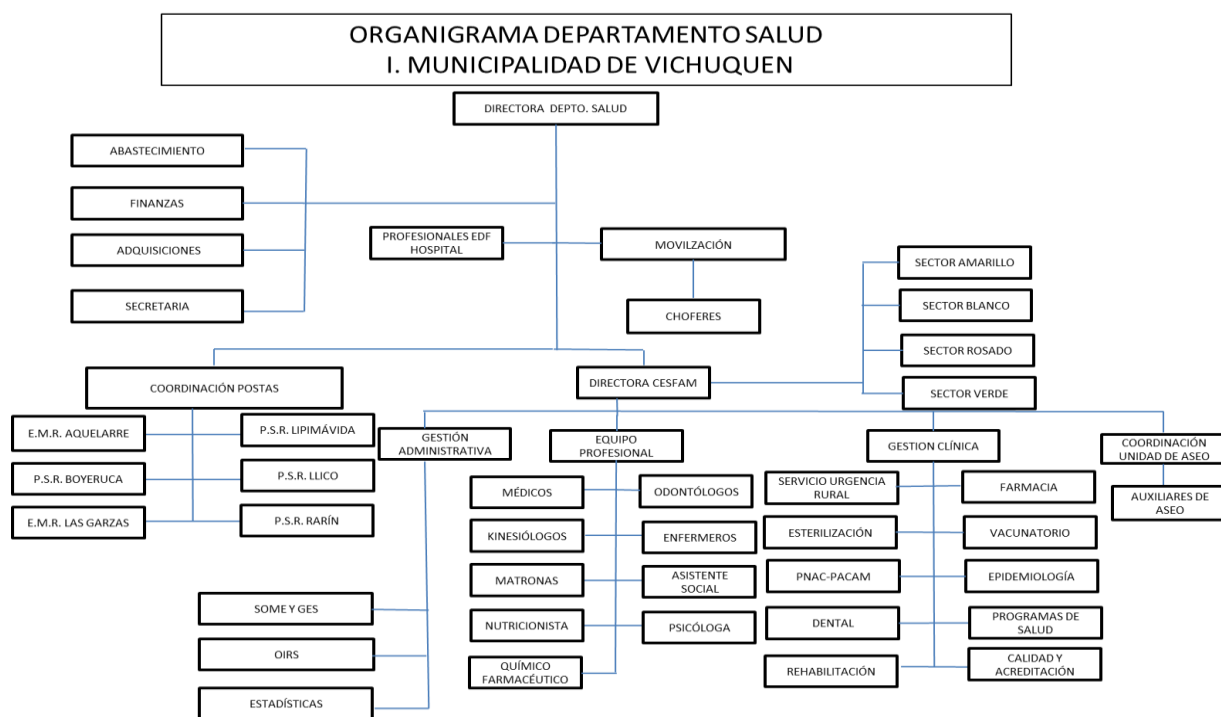 ORGANIGRAMA DEPARTAMENTO SALUD
I. MUNICIPALIDAD DE VICHUQUEN
DIRECTORA DEPTO. SALUD
ABASTECIMIENTO
FINANZAS
ADQUISICIONES
SECRETARIA
PROFESIONALES EDF
HOSPITAL
MOVILZACIÓN
CHOFERES
SECTOR AMARILLO
SECTOR BLANCO
SECTOR ROSADO
SECTOR VERDE
COORDINACIÓN POSTAS
DIRECTORA CESFAM
E.M.R. AQUELARRE
P.S.R. LIPIMÁVIDA
P.S.R. BOYERUCA
P.S.R. LLICO
E.M.R. LAS GARZAS
P.S.R. RARÍN
GESTIÓN
ADMINISTRATIVA
SOME Y GES
OIRS
ESTADÍSTICAS
EQUIPO
PROFESIONAL
MÉDICOS
ODONTÓLOGOS
KINESIÓLOGOS
ENFERMEROS
MATRONAS
ASISTENTE
SOCIAL
NUTRICIONISTA
PSICÓLOGA
QUÍMICO
FARMACÉUTICO
GESTION CLÍNICA
SERVICIO URGENCIA
RURAL
FARMACIA
ESTERILIZACIÓN
VACUNATORIO
PNAC-PACAM
EPIDEMIOLOGÍA
DENTAL
PROGRAMAS DE
SALUD
REHABILITACIÓN
CALIDAD Y
ACREDITACIÓN
COORDINACIÓN
UNIDAD DE ASEO
AUXILIARES DE
ASEO